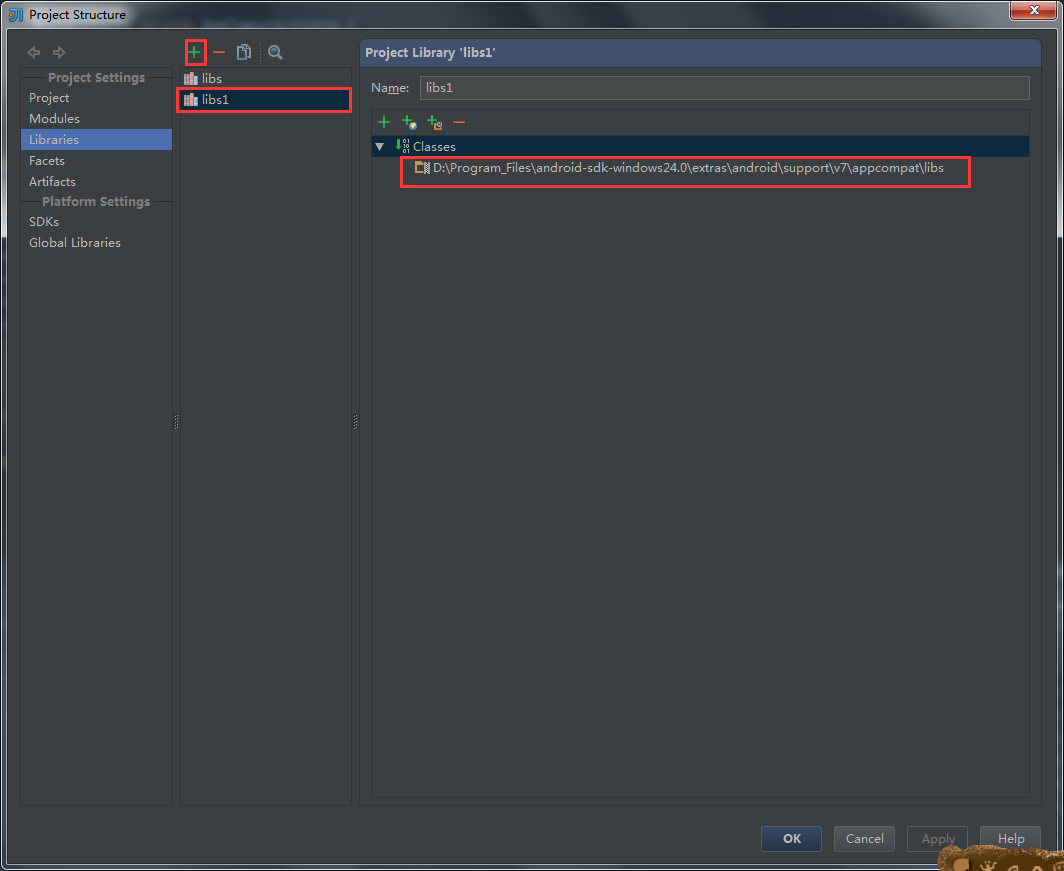 Project Structure
Project Settings
Project
Modules
Libraries
Facets
Artifacts
Platform Settings
SDKs
Global Libraries
libs
libs1
Project Library 'libs1'
Name: libs1
Classes
D:\Program_Files\android-sdk-windows24.0\extras\android\support\v7\appcompat\libs
OK Cancel Apply Help